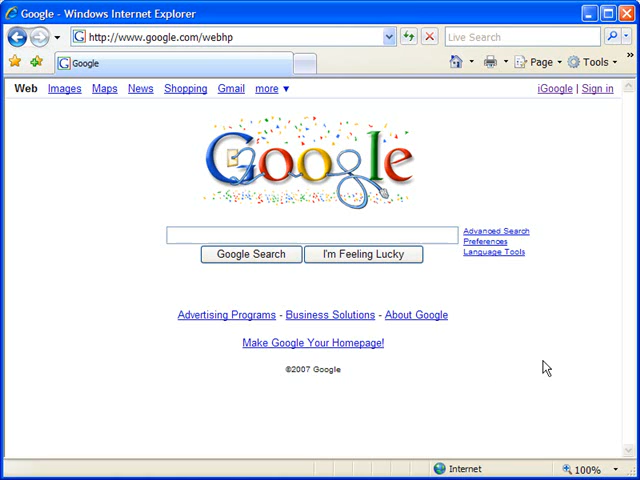 Google - Windows Internet Explorer
http://www.google.com/webhp
Live Search
Google
Page
Tools
Web Images Maps News Shopping Gmail more ▼
iGoogle | Sign in
Google
Advanced Search
Preferences
Language Tools
Google Search I'm Feeling Lucky
Advertising Programs - Business Solutions - About Google
Make Google Your Homepage!
©2007 Google
Internet
100%